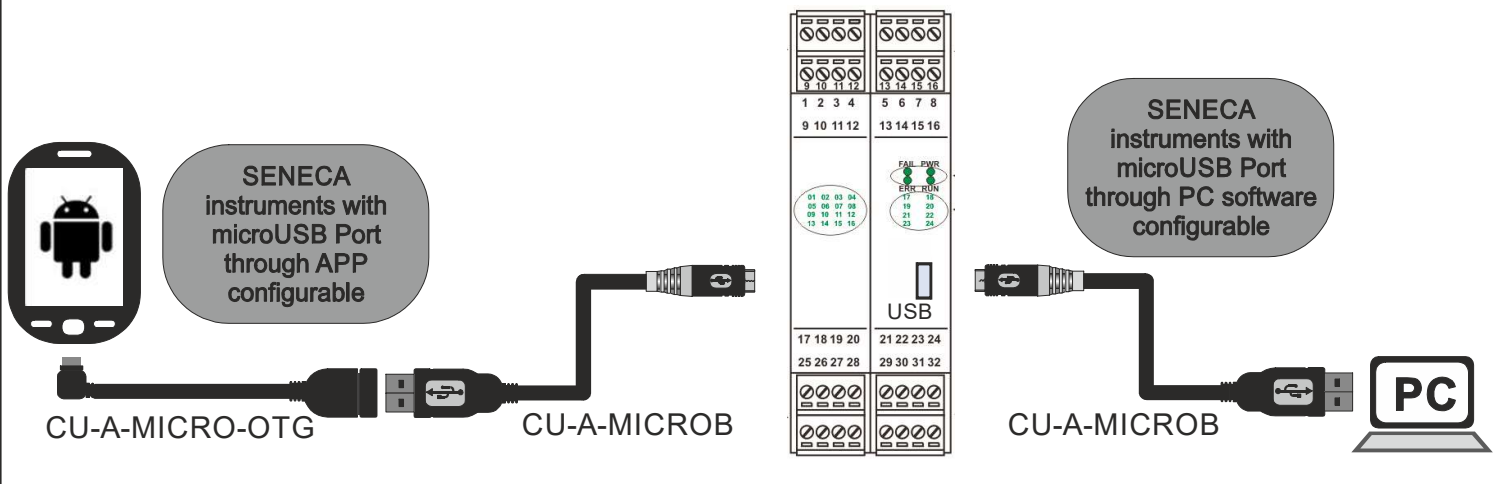 SENECA
instruments with
microUSB Port
through APP
configurable
CU-A-MICRO-OTG
CU-A-MICROB
9 10 11 12
13 14 15 16
1 2 3 4
5 6 7 8
9 10 11 12
13 14 15 16
FAIL PWR
ERR RUN
01 02 03 04
05 06 07 08
09 10 11 12
13 14 15 16
17 18
19 20
21 22
23 24
USB
17 18 19 20
21 22 23 24
25 26 27 28
29 30 31 32
SENECA
instruments with
microUSB Port
through PC software
configurable
CU-A-MICROB
PC